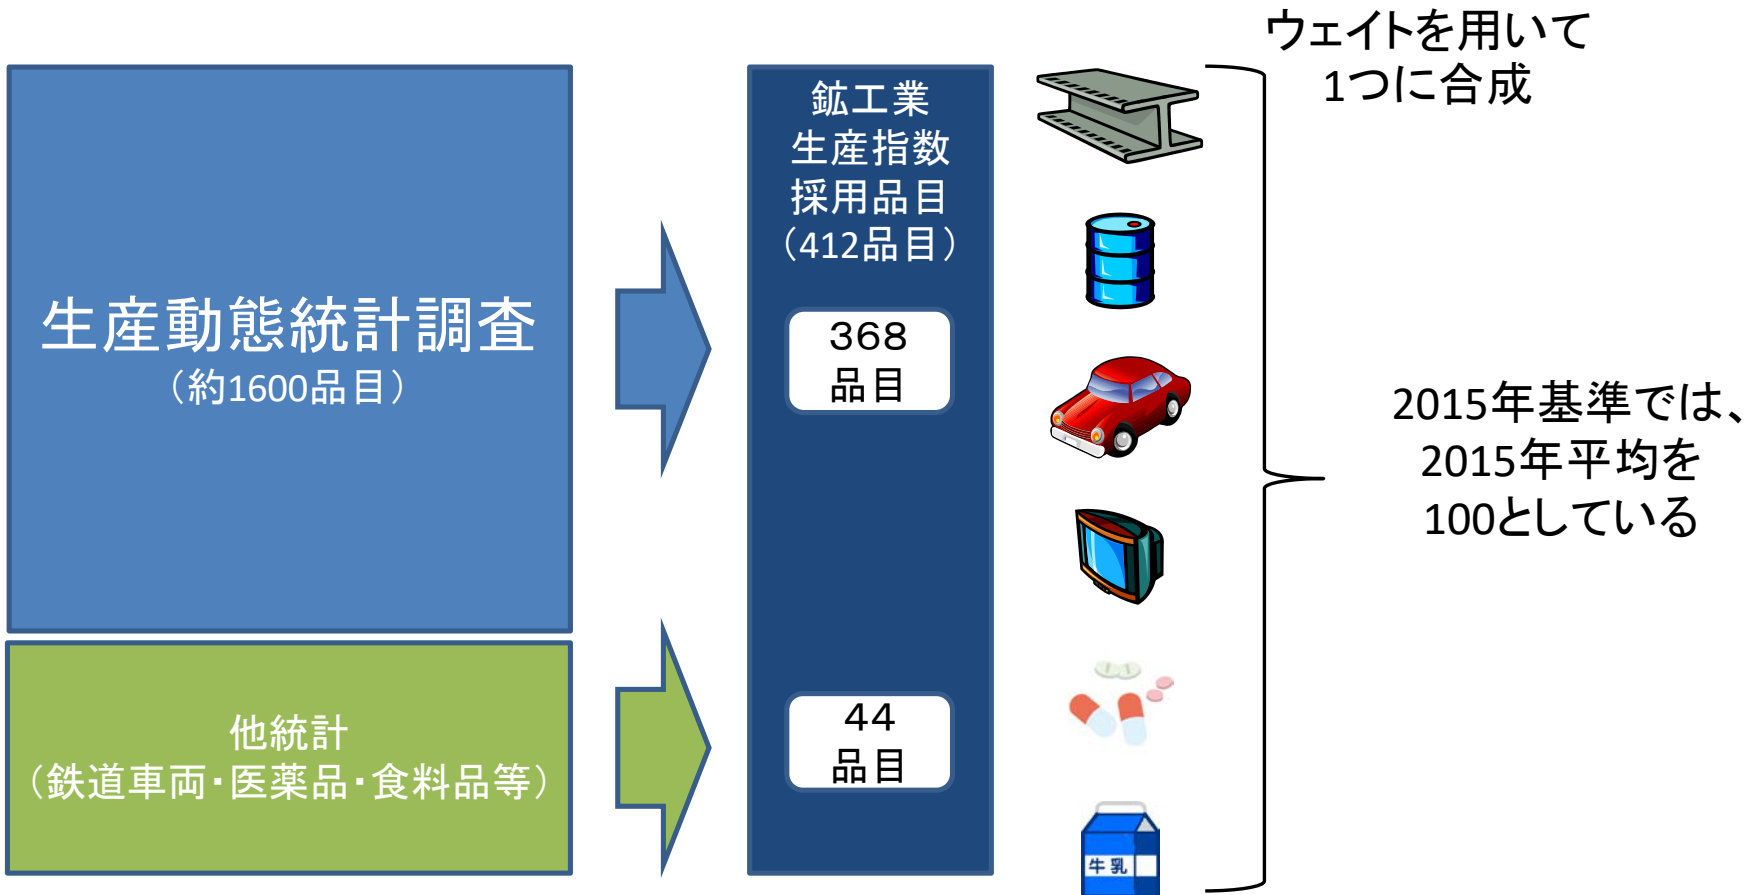 ウェイトを用いて
1つに合成
鉱工業
生産指数
採用品目
（412品目）
生産動態統計調査
（約1600品目）
368
品目
2015年基準では、
2015年平均を
100としている
他統計
（鉄道車両・医薬品・食料品等）
44
品目
牛乳